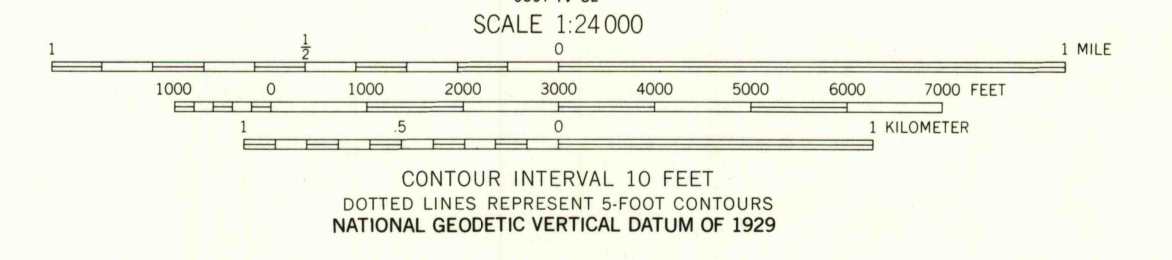 SCALE 1:24 000
1 1/2 0 1 MILE
1000 0 1000 2000 3000 4000 5000 6000 7000 FEET
1 .5 0 1 KILOMETER
CONTOUR INTERVAL 10 FEET
DOTTED LINES REPRESENT 5-FOOT CONTOURS
NATIONAL GEODETIC VERTICAL DATUM OF 1929